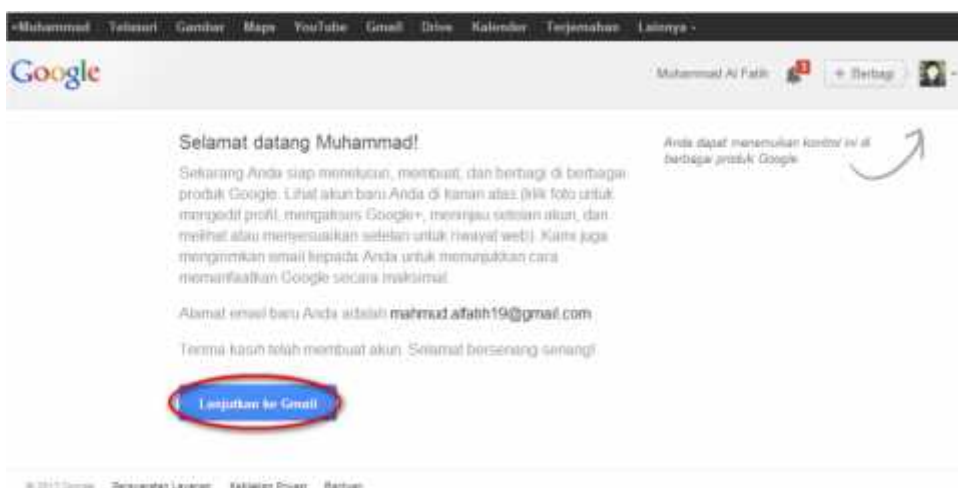 +Muhammad Telusuri Gambar Maps YouTube Gmail Drive Kalender Terjemahan Lainnya
Google
Muhammad Al Fatih
+ Berbagi
Selamat datang Muhammad!
Anda dapat menemukan kontrol ini di
berbagai produk Google
Sekarang Anda siap menelusuri, membuat, dan berbagi di berbagai
produk Google. Lihat akun baru Anda di kanan atas (klik foto untuk
mengedit profil, mengakses Google+, meninjau setelan akun, dan
melihat atau menyesuaikan setelan untuk riwayat web). Kami juga
mengirimkan email kepada Anda untuk menunjukkan cara
memanfaatkan Google secara maksimal.
Alamat email baru Anda adalah mahmud.alfatih19@gmail.com
Terima kasih telah membuat akun. Selamat bersenang-senang!
Lanjutkan ke Gmail
Google Persyaratan Layanan Kebijakan Privasi Bantuan